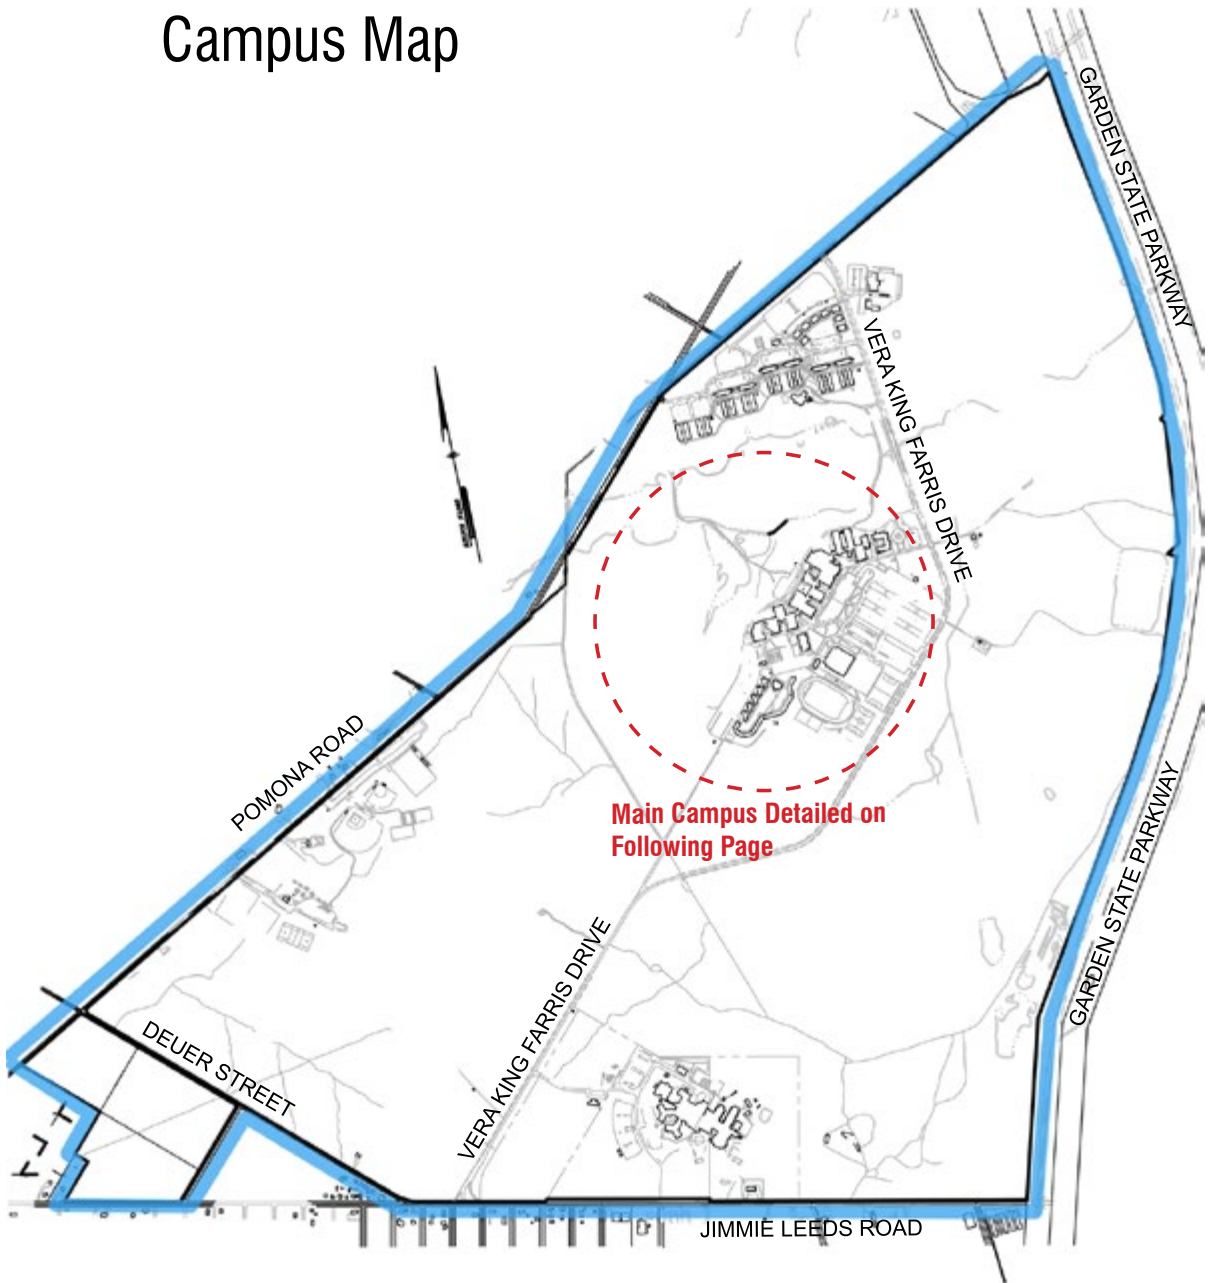 Campus Map
GARDEN STATE PARKWAY
VERA KING FARRIS DRIVE
POMONA ROAD
Main Campus Detailed on
Following Page
GARDEN STATE PARKWAY
VERA KING FARRIS DRIVE
DEUER STREET
JIMMIE LEEDS ROAD